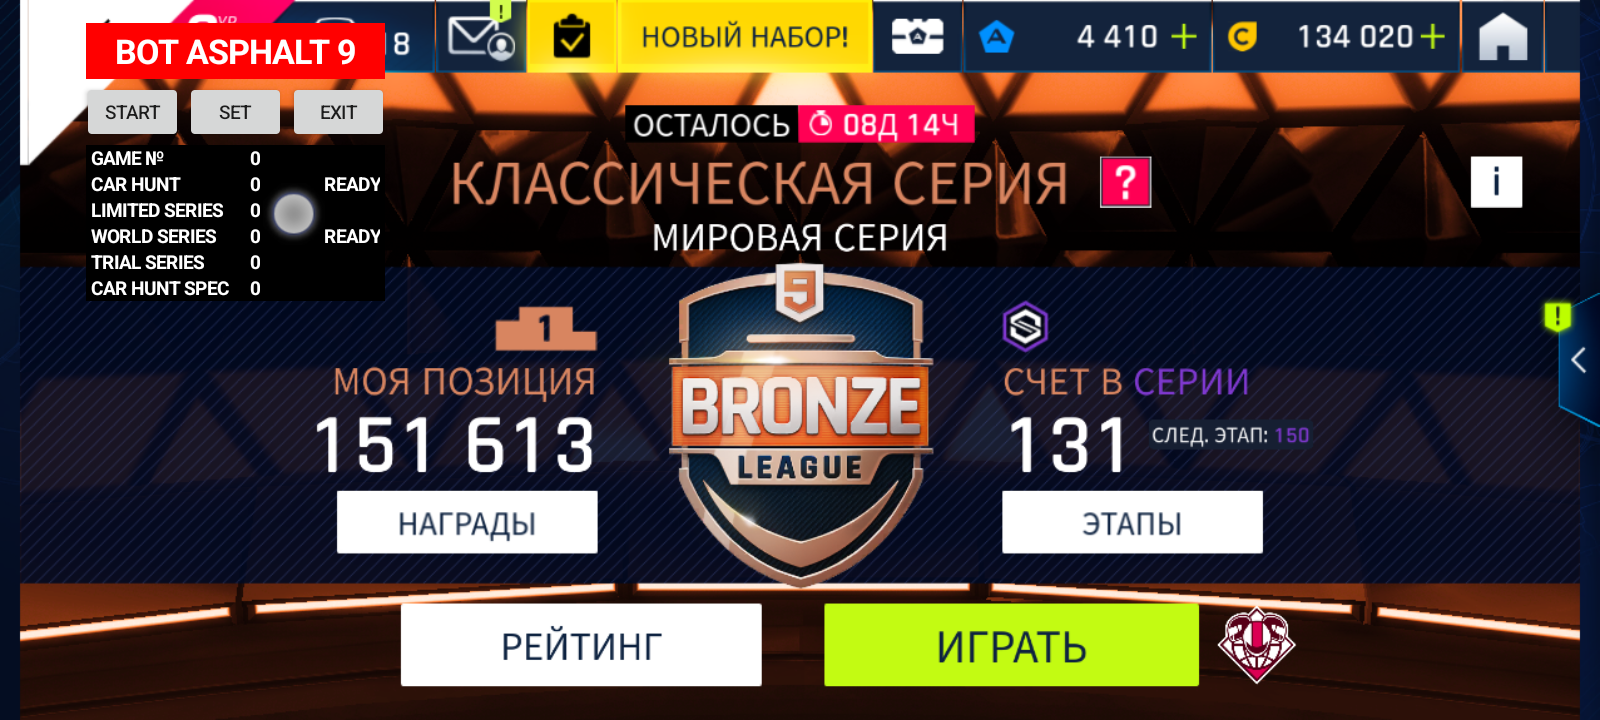 BOT ASPHALT 9
START SET EXIT
GAME № 0
CAR HUNT 0 READY
LIMITED SERIES 0
WORLD SERIES 0 READY
TRIAL SERIES 0
CAR HUNT SPEC 0
8
!
НОВЫЙ НАБОР!
4 410 +
134 020 +
ОСТАЛОСЬ 08Д 14Ч
КЛАССИЧЕСКАЯ СЕРИЯ ?
i
МИРОВАЯ СЕРИЯ
9
1
МОЯ ПОЗИЦИЯ
151 613
НАГРАДЫ
BRONZE
LEAGUE
СЧЕТ В СЕРИИ
131 СЛЕД. ЭТАП: 150
ЭТАПЫ
!
РЕЙТИНГ
ИГРАТЬ